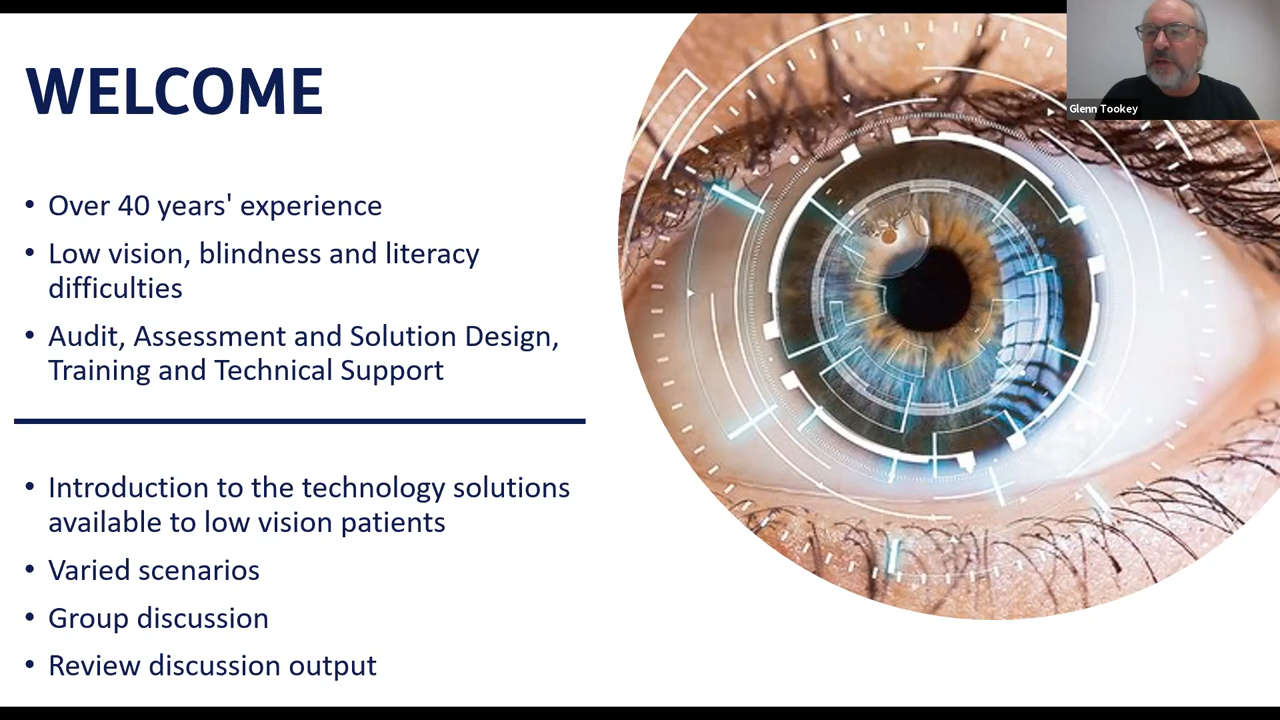 WELCOME
• Over 40 years' experience
• Low vision, blindness and literacy
difficulties
• Audit, Assessment and Solution Design,
Training and Technical Support
• Introduction to the technology solutions
available to low vision patients
• Varied scenarios
• Group discussion
• Review discussion output
Glenn Tookey